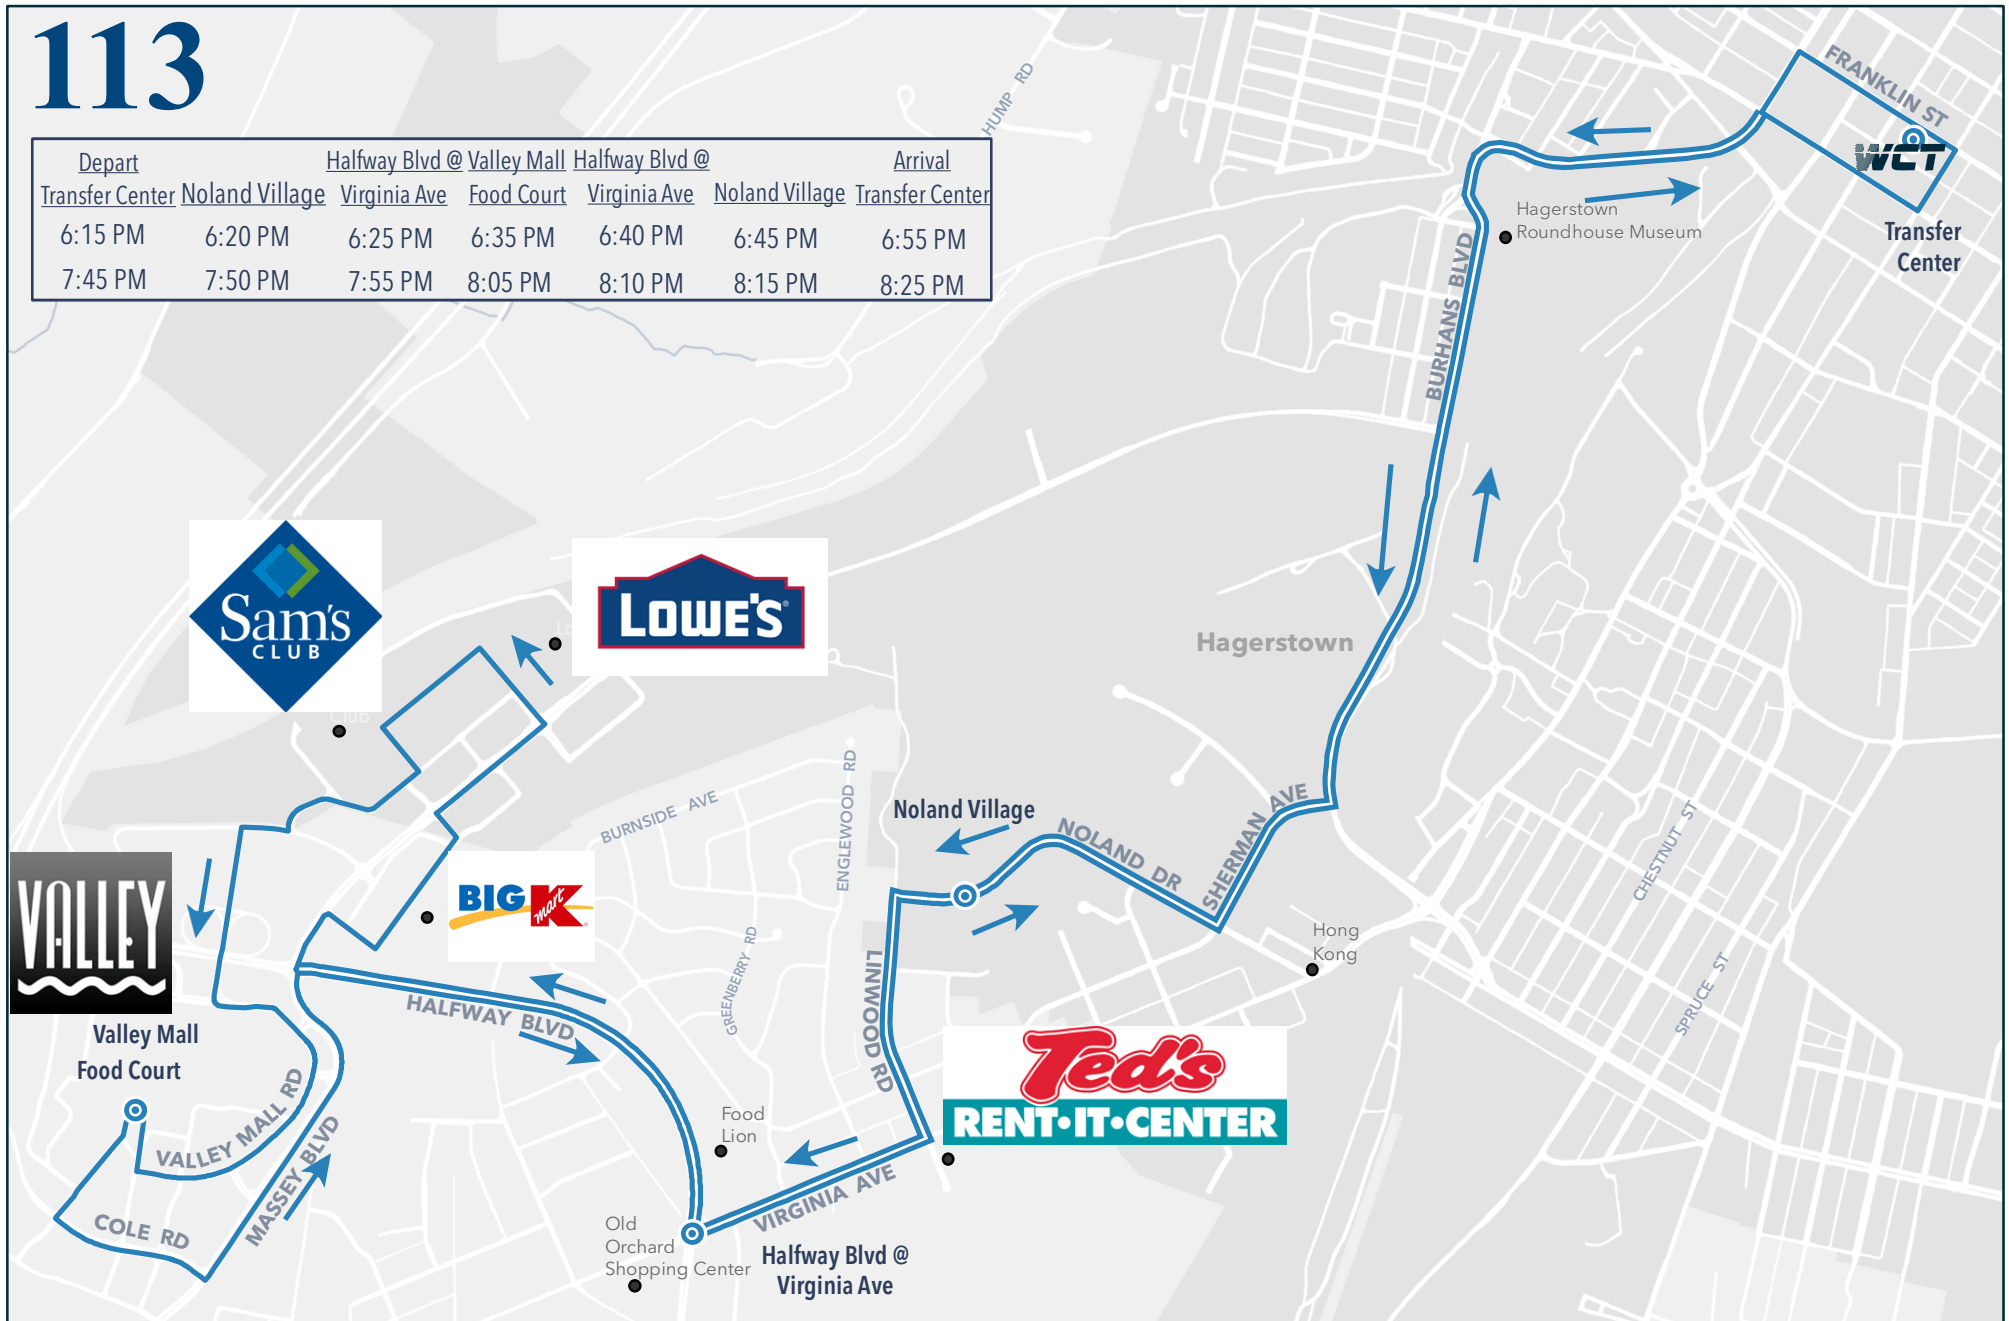 113
Depart
Transfer Center
Noland Village
Halfway Blvd @
Virginia Ave
Valley Mall
Food Court
Halfway Blvd @
Virginia Ave
Noland Village
Arrival
Transfer Center
6:15 PM 6:20 PM 6:25 PM 6:35 PM 6:40 PM 6:45 PM 6:55 PM
7:45 PM 7:50 PM 7:55 PM 8:05 PM 8:10 PM 8:15 PM 8:25 PM
HUMP RD
FRANKLIN ST
WCT
Transfer
Center
Hagerstown
Roundhouse Museum
BURHANS BLVD
Sam's
CLUB
Club
LOWE'S
Hagerstown
BURNSIDE AVE
ENGLEWOOD RD
Noland Village
NOLAND DR
SHERMAN AVE
CHESTNUT ST
SPRUCE ST
Hong
Kong
VALLEY
BIG K
mart
Valley Mall
Food Court
HALFWAY BLVD
GREENBERRY RD
LINWOOD RD
Ted's
RENT•IT•CENTER
VALLEY MALL RD
MASSEY BLVD
COLE RD
Food
Lion
VIRGINIA AVE
Old
Orchard
Shopping Center
Halfway Blvd @
Virginia Ave